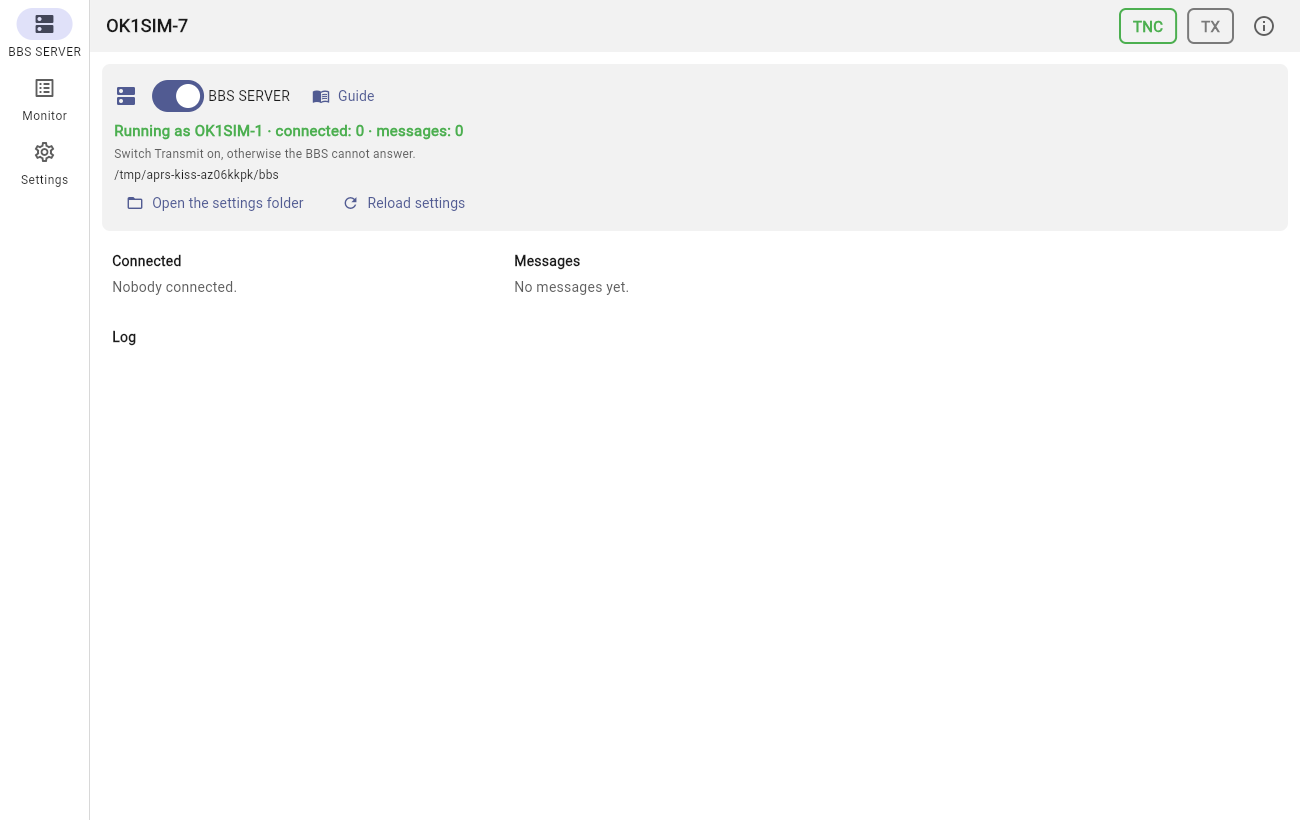 OK1SIM-7
TNC
TX
BBS SERVER
Monitor
Settings
BBS SERVER
Guide
Running as OK1SIM-1 · connected: 0 · messages: 0
Switch Transmit on, otherwise the BBS cannot answer.
/tmp/aprs-kiss-az06kkpk/bbs
Open the settings folder
Reload settings
Connected
Nobody connected.
Messages
No messages yet.
Log